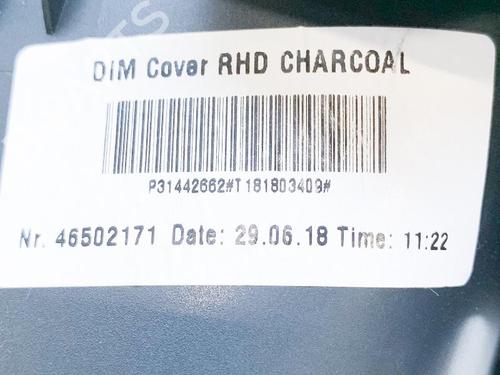 DIM Cover RHD CHARCOAL
P31442662#T181803409#
Nr. 46502171 Date: 29.06.18 Time: 11:22